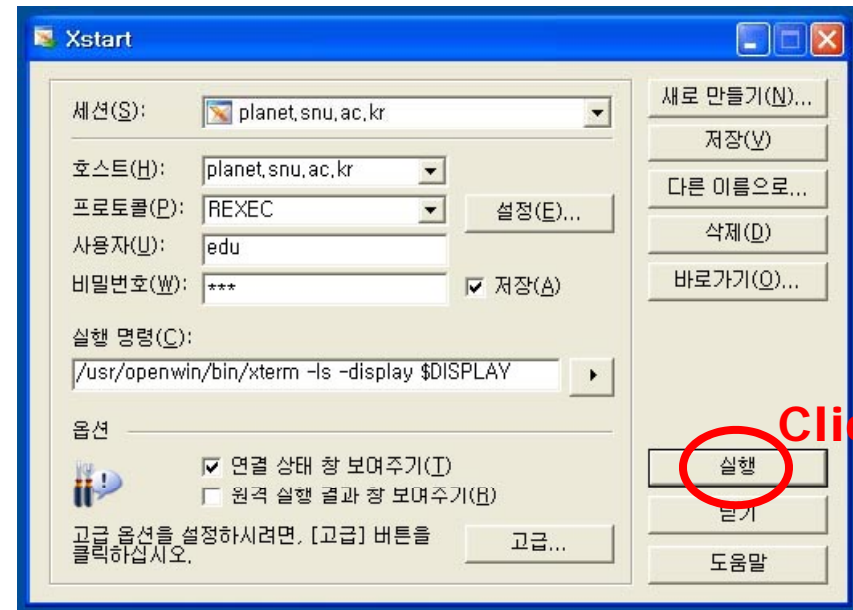 Xstart
세션(S):
planet,snu,ac,kr
새로 만들기(N)...
저장(V)
호스트(H):
planet,snu,ac,kr
다른 이름으로...
프로토콜(P):
REXEC
설정(E)...
삭제(D)
사용자(U):
edu
비밀번호(W):
***
저장(A)
바로가기(O)...
실행 명령(C):
/usr/openwin/bin/xterm -ls -display $DISPLAY
옵션
연결 상태 창 보여주기(T)
실행
원격 실행 결과 창 보여주기(R)
닫기
고급 옵션을 설정하시려면, [고급] 버튼을
클릭하십시오.
고급...
도움말